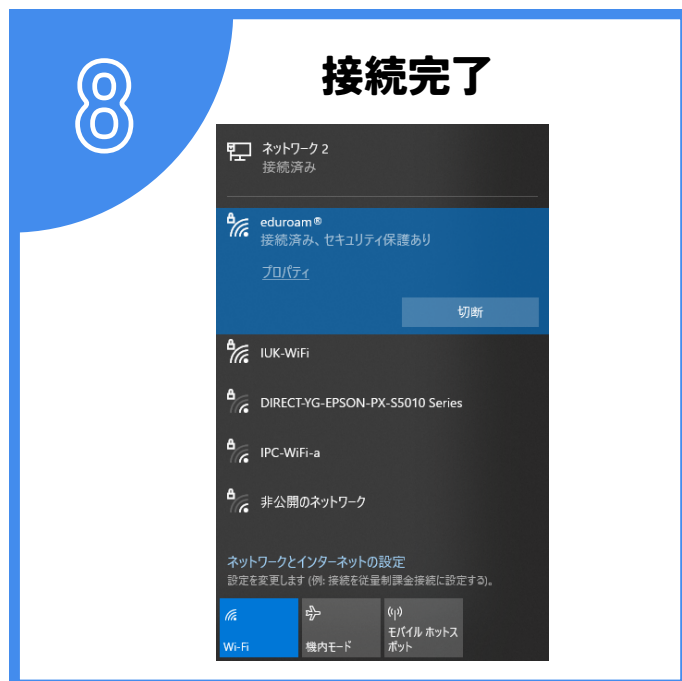 8
接続完了
ネットワーク 2
接続済み
eduroam®
接続済み、セキュリティ保護あり
プロパティ
切断
IUK-WiFi
DIRECT-YG-EPSON-PX-S5010 Series
IPC-WiFi-a
非公開のネットワーク
ネットワークとインターネットの設定
設定を変更します (例: 接続を従量制課金接続に設定する)。
Wi-Fi
機内モード
モバイル ホットス
ポット